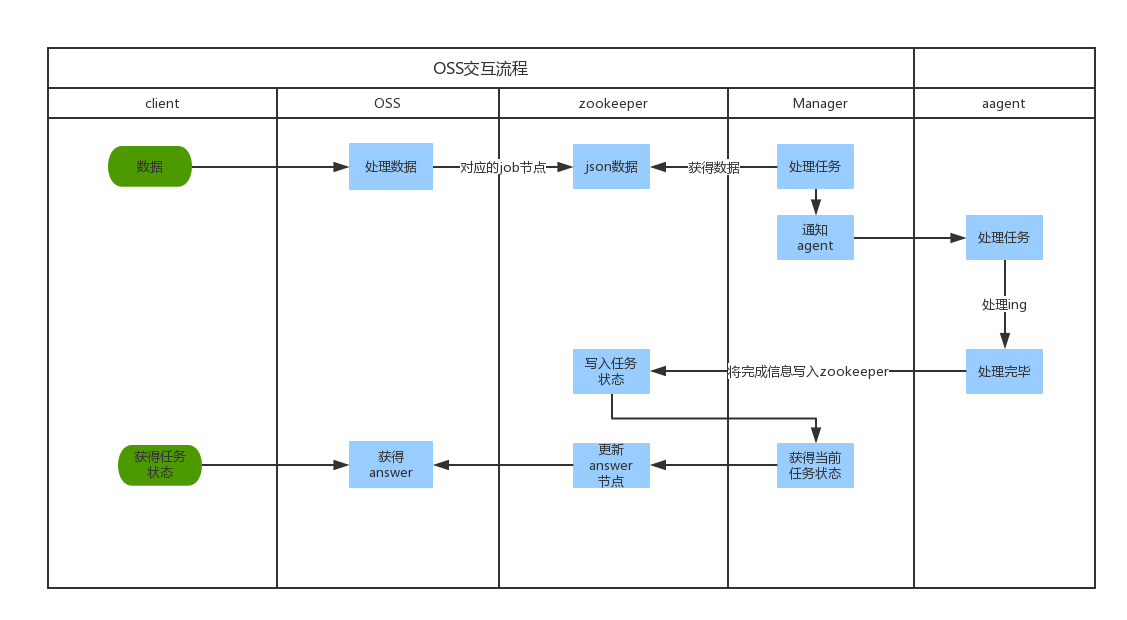 OSS交互流程
client
OSS
zookeeper
Manager
aagent
数据
处理数据
对应的job节点
json数据
获得数据
处理任务
通知
agent
处理任务
处理ing
写入任务
状态
将完成信息写入zookeeper
处理完毕
获得任务
状态
获得
answer
更新
answer
节点
获得当前
任务状态